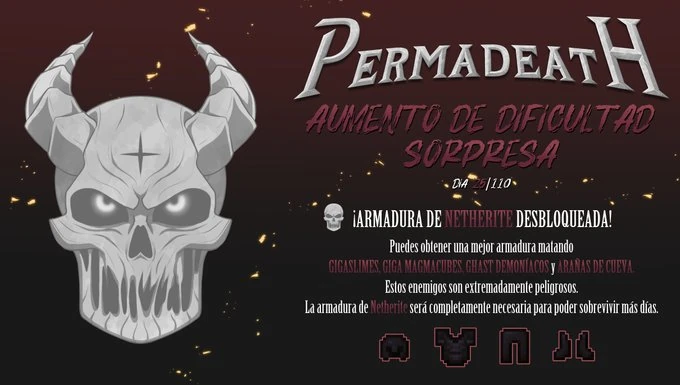 PERMADEATH
AUMENTO DE DIFICULTAD
SORPRESA
DIA 25/110
¡ARMADURA DE NETHERITE DESBLOQUEADA!
Puedes obtener una mejor armadura matando
GIGASLIMES, GIGA MAGMACUBES, GHAST DEMONÍACOS y ARAÑAS DE CUEVA.
Estos enemigos son extremadamente peligrosos.
La armadura de Netherite será completamente necesaria para poder sobrevivir más días.